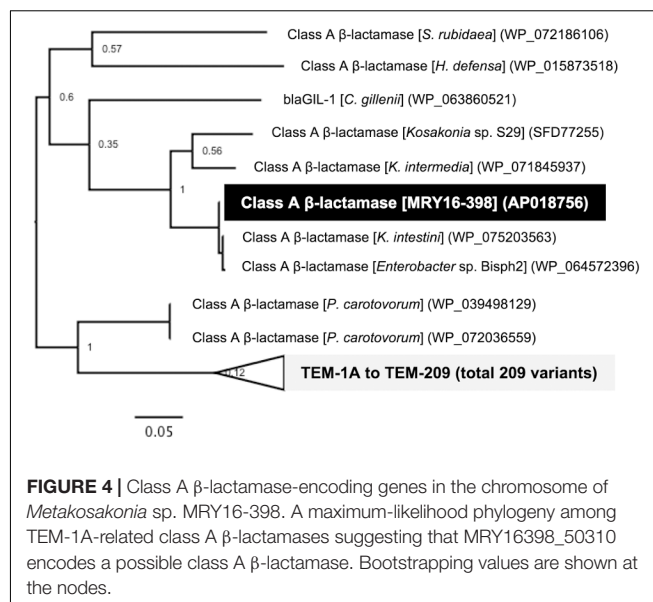 Class A β-lactamase [S. rubidaea] (WP_072186106)
0.57
Class A β-lactamase [H. defensa] (WP_015873518)
0.6
blaGIL-1 [C. gillenii] (WP_063860521)
0.35
Class A β-lactamase [Kosakonia sp. S29] (SFD77255)
0.56
Class A β-lactamase [K. intermedia] (WP_071845937)
1
Class A β-lactamase [MRY16-398] (AP018756)
Class A β-lactamase [K. intestini] (WP_075203563)
Class A β-lactamase [Enterobacter sp. Bisph2] (WP_064572396)
Class A β-lactamase [P. carotovorum] (WP_039498129)
1
Class A β-lactamase [P. carotovorum] (WP_072036559)
0.12
TEM-1A to TEM-209 (total 209 variants)
0.05
FIGURE 4 | Class A β-lactamase-encoding genes in the chromosome of
Metakosakonia sp. MRY16-398. A maximum-likelihood phylogeny among
TEM-1A-related class A β-lactamases suggesting that MRY16398_50310
encodes a possible class A β-lactamase. Bootstrapping values are shown at
the nodes.